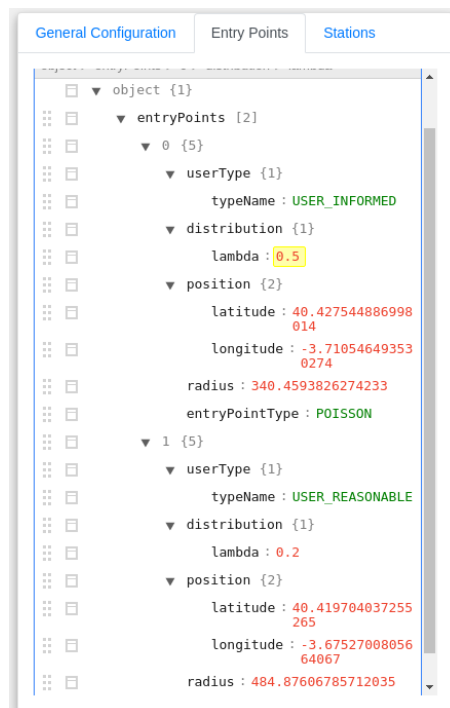 General Configuration Entry Points Stations
object {1}
entryPoints [2]
0 {5}
userType {1}
typeName : USER_INFORMED
distribution {1}
lambda : 0.5
position {2}
latitude : 40.427544886998
014
longitude : -3.71054649353
0274
radius : 340.4593826274233
entryPointType : POISSON
1 {5}
userType {1}
typeName : USER_REASONABLE
distribution {1}
lambda : 0.2
position {2}
latitude : 40.419704037255
265
longitude : -3.67527008056
64067
radius : 484.87606785712035